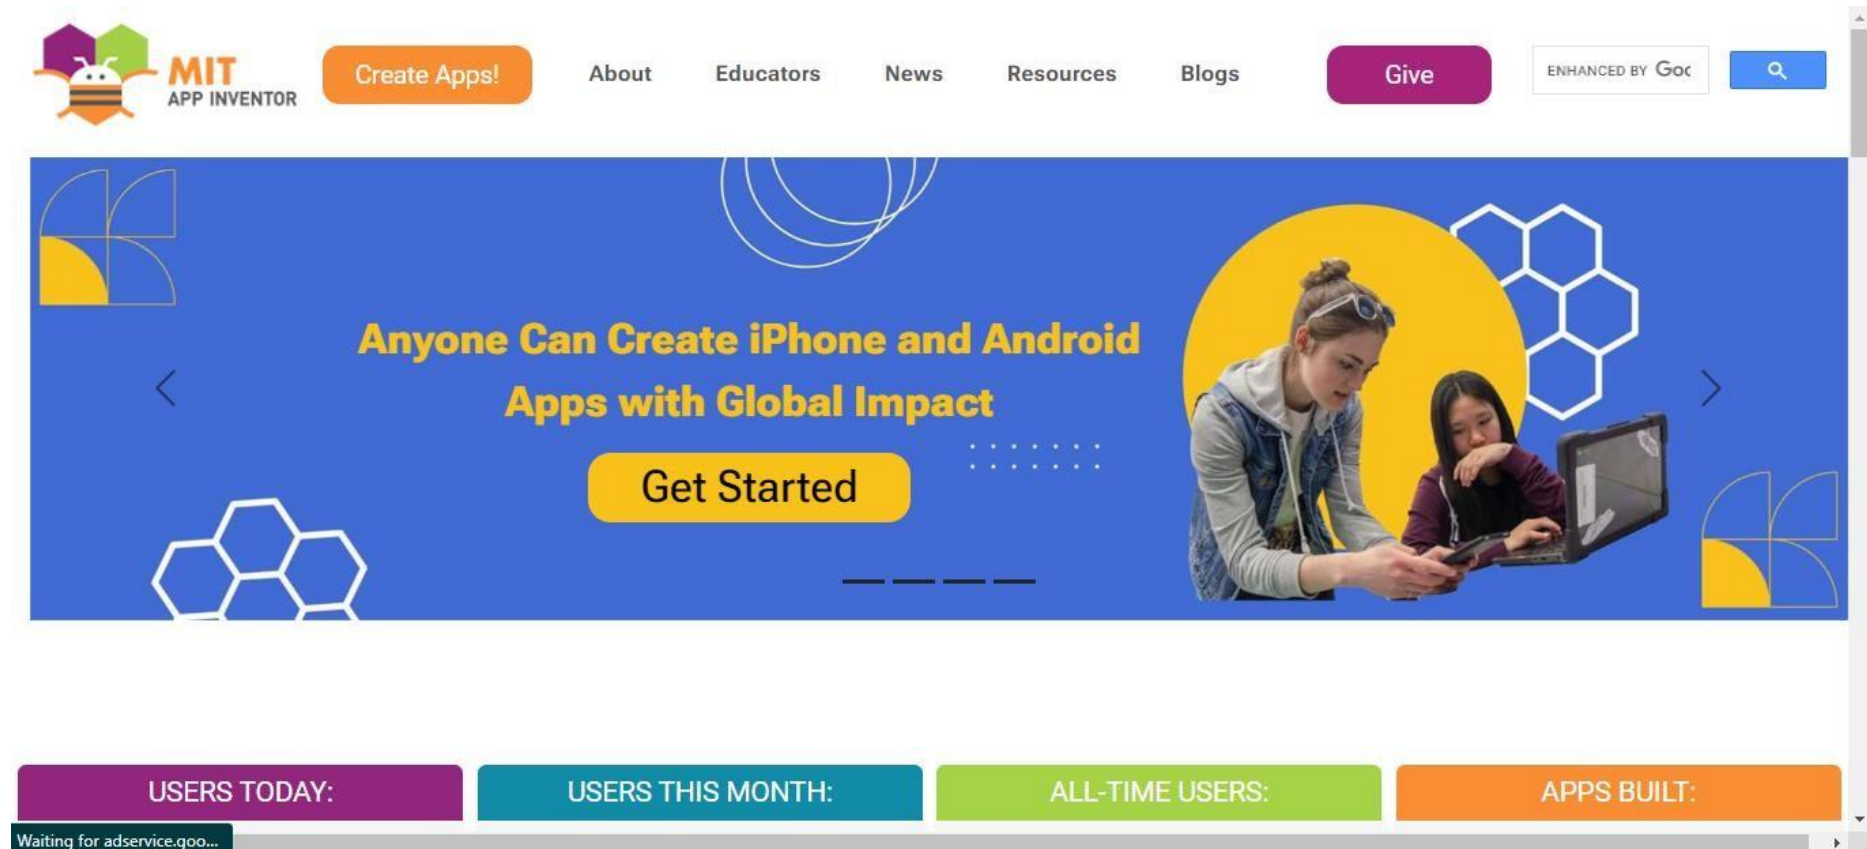 MIT
APP INVENTOR
Create Apps!
About
Educators
News
Resources
Blogs
Give
ENHANCED BY Goo
Anyone Can Create iPhone and Android
Apps with Global Impact
Get Started
USERS TODAY:
USERS THIS MONTH:
ALL-TIME USERS:
APPS BUILT:
Waiting for adservice.goo...